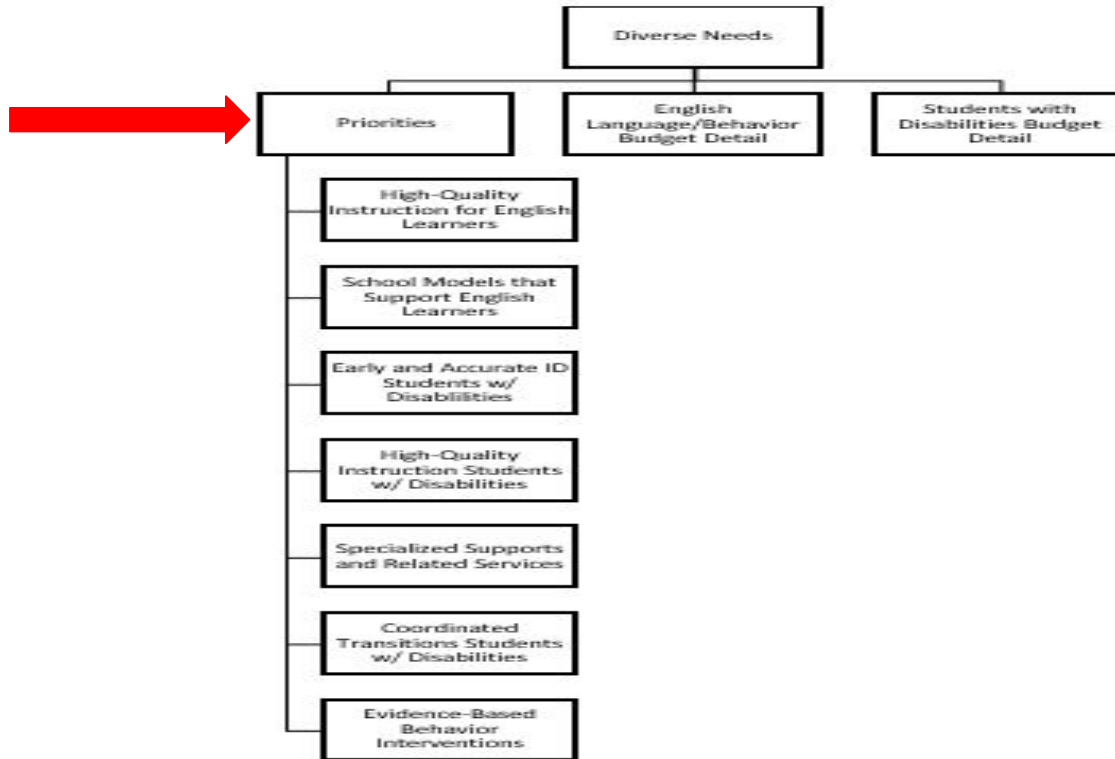 Diverse Needs
Priorities
English
Language/Behavior
Budget Detail
Students with
Disabilities Budget
Detail
High-Quality
Instruction for English
Learners
School Models that
Support English
Learners
Early and Accurate ID
Students w/
Disablilities
High-Quality
Instruction Students
w/ Disabilities
Specialized Supports
and Related Services
Coordinated
Transitions Students
w/ Disabilities
Evidence-Based
Behavior
Interventions